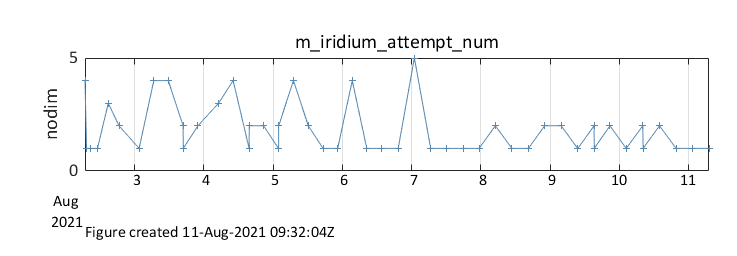 m_iridium_attempt_num
5
nodim
0
3 4 5 6 7 8 9 10 11
Aug
2021
Figure created 11-Aug-2021 09:32:04Z